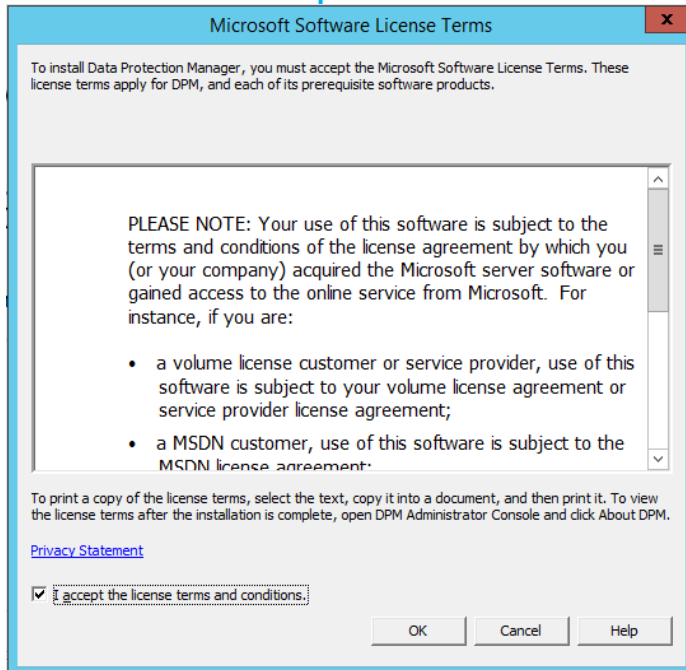 Microsoft Software License Terms
x
To install Data Protection Manager, you must accept the Microsoft Software License Terms. These
license terms apply for DPM, and each of its prerequisite software products.
PLEASE NOTE: Your use of this software is subject to the
terms and conditions of the license agreement by which you
(or your company) acquired the Microsoft server software or
gained access to the online service from Microsoft. For
instance, if you are:
• a volume license customer or service provider, use of this
software is subject to your volume license agreement or
service provider license agreement;
• a MSDN customer, use of this software is subject to the
MSDN license agreement;
To print a copy of the license terms, select the text, copy it into a document, and then print it. To view
the license terms after the installation is complete, open DPM Administrator Console and click About DPM.
Privacy Statement
I accept the license terms and conditions.
OK Cancel Help